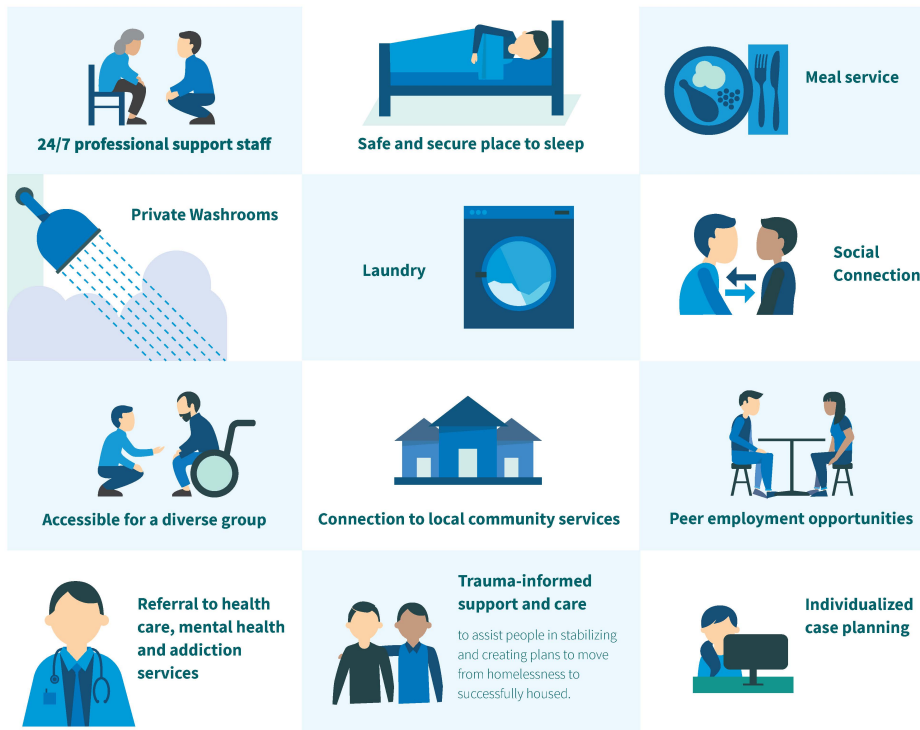 24/7 professional support staff
Safe and secure place to sleep
Meal service
Private Washrooms
Laundry
Social
Connection
Accessible for a diverse group
Connection to local community services
Peer employment opportunities
Referral to health
care, mental health
and addiction
services
Trauma-informed
support and care
to assist people in stabilizing
and creating plans to move
from homelessness to
successfully housed.
Individualized
case planning